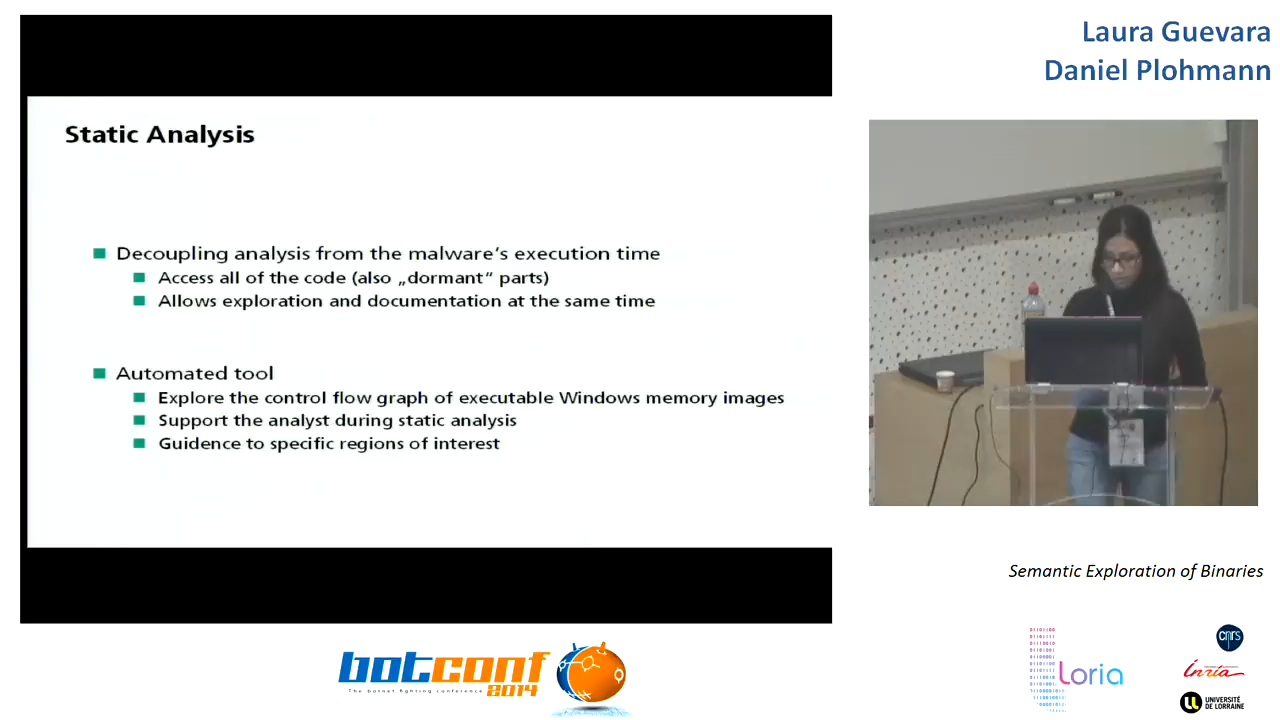 Laura Guevara
Daniel Plohmann
Static Analysis
Decoupling analysis from the malware's execution time
Access all of the code (also „dormant“ parts)
Allows exploration and documentation at the same time
Automated tool
Explore the control flow graph of executable Windows memory images
Support the analyst during static analysis
Guidence to specific regions of interest
Semantic Exploration of Binaries
botconf
The botnet fighting conference
2014
Loria
cnrs
Inria
UNIVERSITÉ
DE LORRAINE